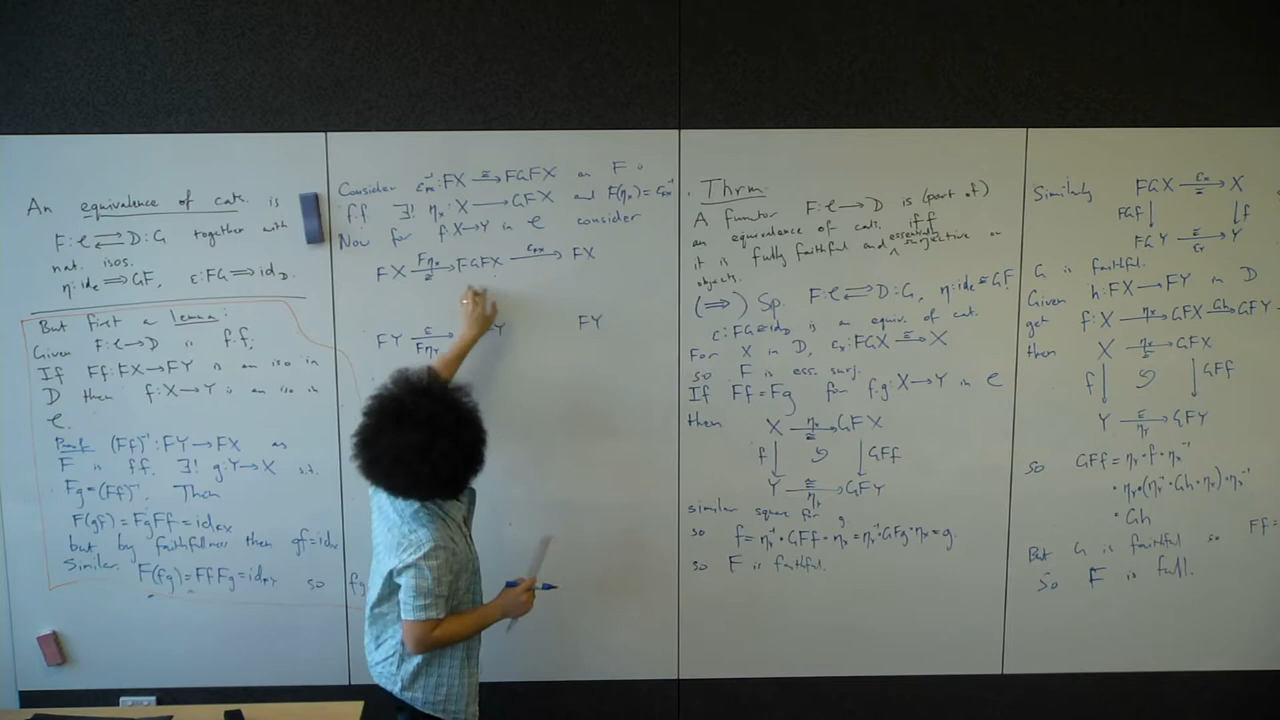 An equivalence of cats. is
F: C ⇄ D : G together with
nat. isos.
η: id_C ⇒ GF, ε: FG ⇒ id_D.
But first a lemma:
Given F: C → D is f.f;
If Ff: FX → FY is an iso in
D then f: X → Y is an iso in
C.
Proof (Ff)⁻¹: FY → FX as
F is f.f. ∃! g: Y → X s.t.
Fg = (Ff)⁻¹. Then
F(gf) = FgFf = id_FX
but by faithfulness then gf = id_X
Similar. F(fg) = FfFg = id_FY so fg
Consider ε_FX⁻¹: FX ≅→ FGFX as F is
f.f ∃! η_X: X → GFX and F(η_X) = ε_FX⁻¹
Now for f: X → Y in C consider
FX Fη_X ≅→ FGFX ε_FX→ FX
FY ≅ Fη_Y→ Y FY
Thrm.
A functor F: C → D is (part of)
an equivalence of cats. iff
it is fully faithful and essentially surjective on
objects.
(⇒) Sp. F: C ⇄ D : G, η: id_C ≅ GF
ε: FG ≅ id_D is an equiv. of cat.
For X in D, ε_X: FGX ≅→ X
so F is ess. surj.
If Ff = Fg for f,g: X → Y in C
then X η_X ≅→ GFX
f ↓ ↺ ↓ GFf
Y ≅ η_Y→ GFY
similar square for g
so f = η_Y⁻¹ · GFf · η_X = η_Y⁻¹ · GFg · η_X = g.
so F is faithful.
Similarly FGX ε_X ≅→ X
FGf ↓ ↓ f
FGY ≅ ε_Y→ Y
G is faithful.
Given h: FX → FY in D
get f: X η_X→ GFX Gh→ GFY
then X η_X ≅→ GFX
f ↓ ↺ ↓ GFf
Y ≅ η_Y→ GFY
so GFf = η_Y · f · η_X⁻¹
= η_Y · (η_Y⁻¹ · Gh · η_X) · η_X⁻¹
= Gh
But G is faithful so Ff =
So F is full.